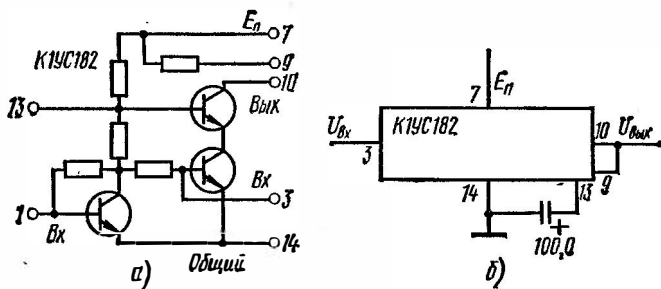 Eп 7
К1УС182
9
10
13
Вых
Вх
3
1
Вх
14
Общий
а)
Eп
7
К1УС182
Uвх
3
10
Uвых
9
14
13
+
100,0
б)